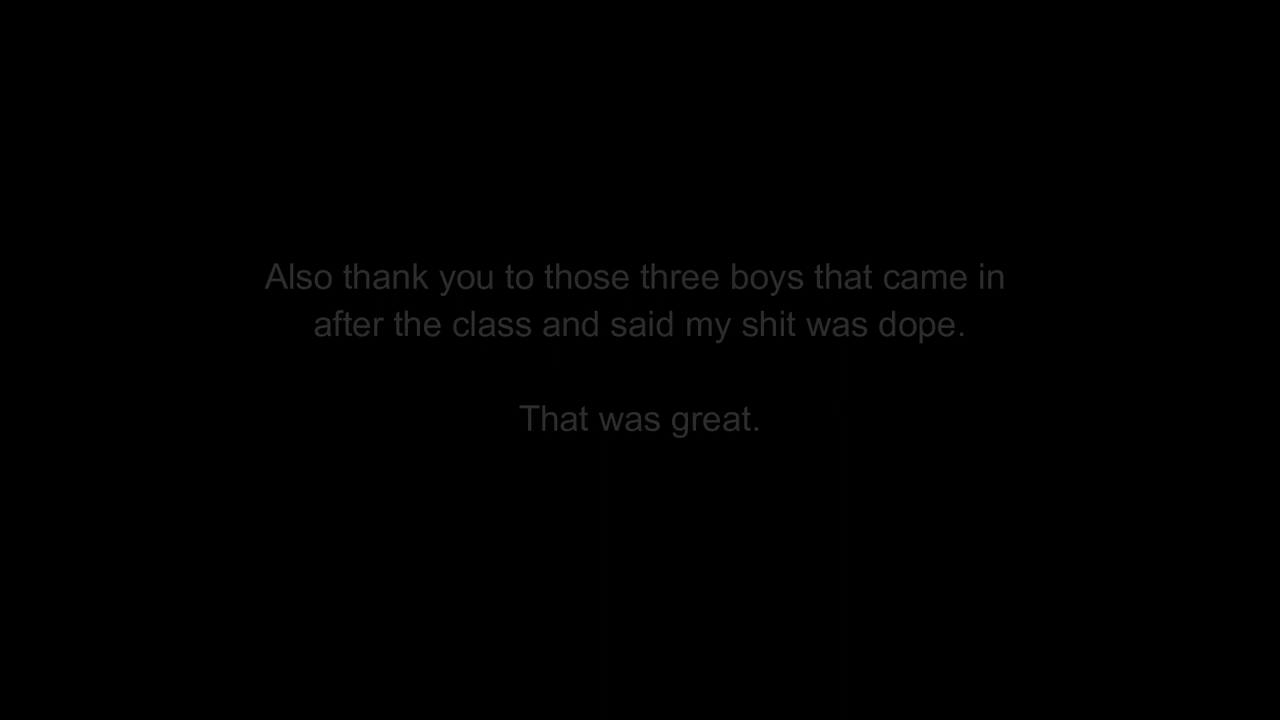 Also thank you to those three boys that came in
after the class and said my shit was dope.
That was great.